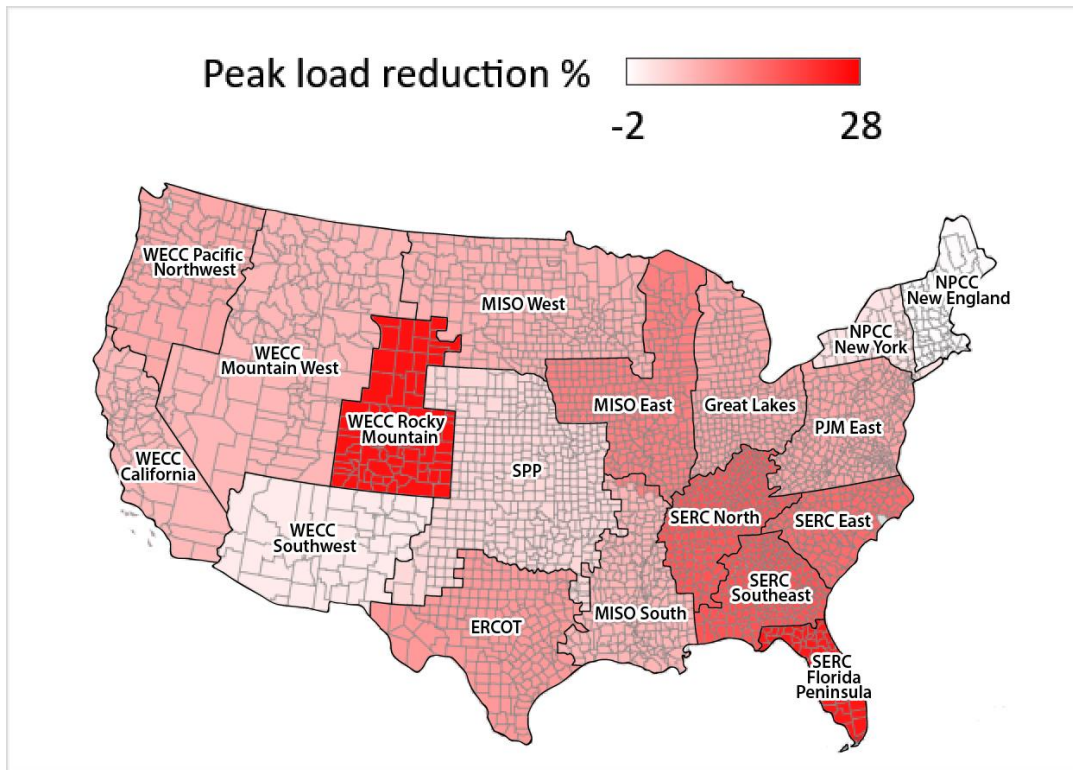 Peak load reduction %
-2
28
WECC Pacific
Northwest
MISO West
NPCC
New England
NPCC
New York
WECC
Mountain West
MISO East
Great Lakes
PJM East
WECC Rocky
Mountain
WECC
California
SPP
SERC North
SERC East
WECC
Southwest
SERC
Southeast
ERCOT
MISO South
SERC
Florida
Peninsula